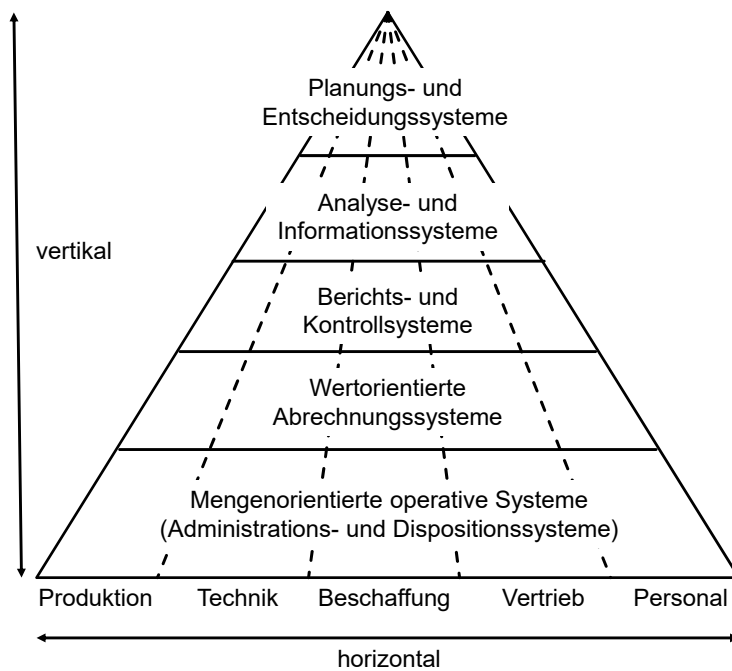 Planungs- und
Entscheidungssysteme
Analyse- und
Informationssysteme
vertikal
Berichts- und
Kontrollsysteme
Wertorientierte
Abrechnungssysteme
Mengenorientierte operative Systeme
(Administrations- und Dispositionssysteme)
Produktion Technik Beschaffung Vertrieb Personal
horizontal